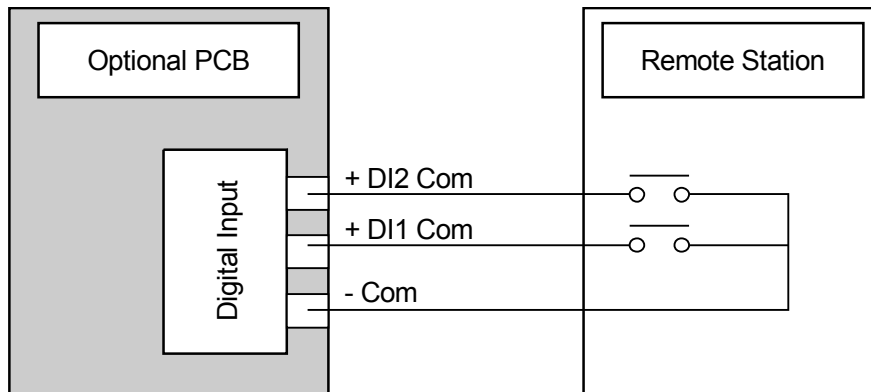 Optional PCB
Remote Station
Digital Input
+ DI2 Com
+ DI1 Com
- Com